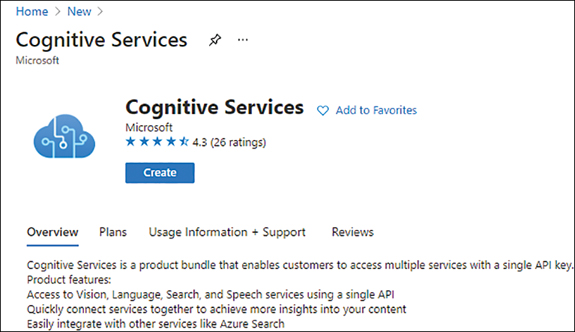 Home > New >
Cognitive Services ...
Microsoft
Cognitive Services Add to Favorites
Microsoft
4.3 (26 ratings)
Create
Overview Plans Usage Information + Support Reviews
Cognitive Services is a product bundle that enables customers to access multiple services with a single API key.
Product features:
Access to Vision, Language, Search, and Speech services using a single API
Quickly connect services together to achieve more insights into your content
Easily integrate with other services like Azure Search